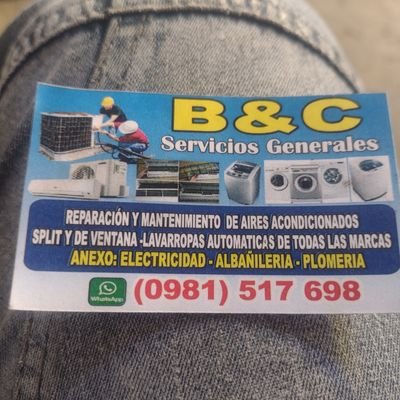 B&C
Servicios Generales
REPARACIÓN Y MANTENIMIENTO DE AIRES ACONDICIONADOS
SPLIT Y DE VENTANA -LAVARROPAS AUTOMATICAS DE TODAS LAS MARCAS
ANEXO: ELECTRICIDAD - ALBAÑILERIA - PLOMERIA
WhatsApp (0981) 517 698